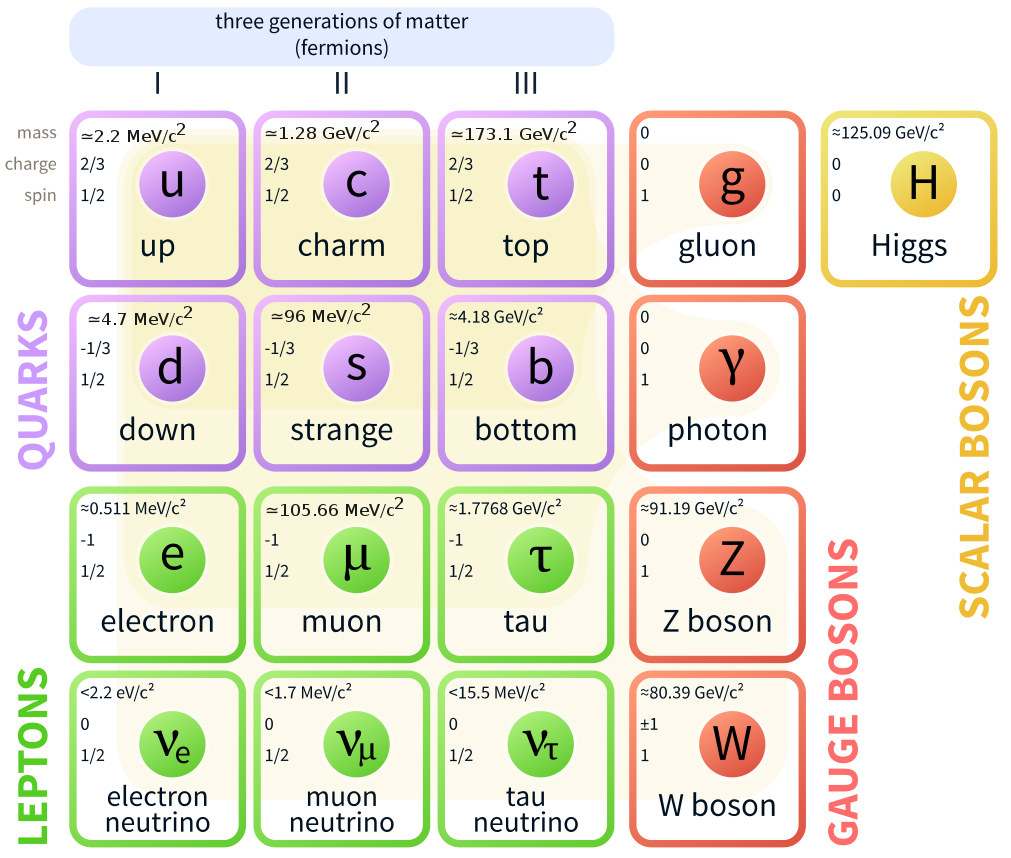 three generations of matter
(fermions)
I II III
mass
charge
spin
≃2.2 MeV/c²
2/3
1/2
u
up
≃1.28 GeV/c²
2/3
1/2
c
charm
≃173.1 GeV/c²
2/3
1/2
t
top
0
0
1
g
gluon
≈125.09 GeV/c²
0
0
H
Higgs
QUARKS
≃4.7 MeV/c²
-1/3
1/2
d
down
≃96 MeV/c²
-1/3
1/2
s
strange
≈4.18 GeV/c²
-1/3
1/2
b
bottom
0
0
1
γ
photon
SCALAR BOSONS
≈0.511 MeV/c²
-1
1/2
e
electron
≃105.66 MeV/c²
-1
1/2
μ
muon
≈1.7768 GeV/c²
-1
1/2
τ
tau
≈91.19 GeV/c²
0
1
Z
Z boson
GAUGE BOSONS
LEPTONS
<2.2 eV/c²
0
1/2
νe
electron
neutrino
<1.7 MeV/c²
0
1/2
νμ
muon
neutrino
<15.5 MeV/c²
0
1/2
ντ
tau
neutrino
≈80.39 GeV/c²
±1
1
W
W boson